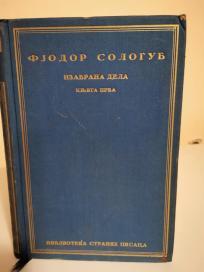 ФЈОДОР СОЛОГУБ
ИЗАБРАНА ДЕЛА
КЊИГА ПРВА
БИБЛИОТЕКА СТРАНИХ ПИСАЦА